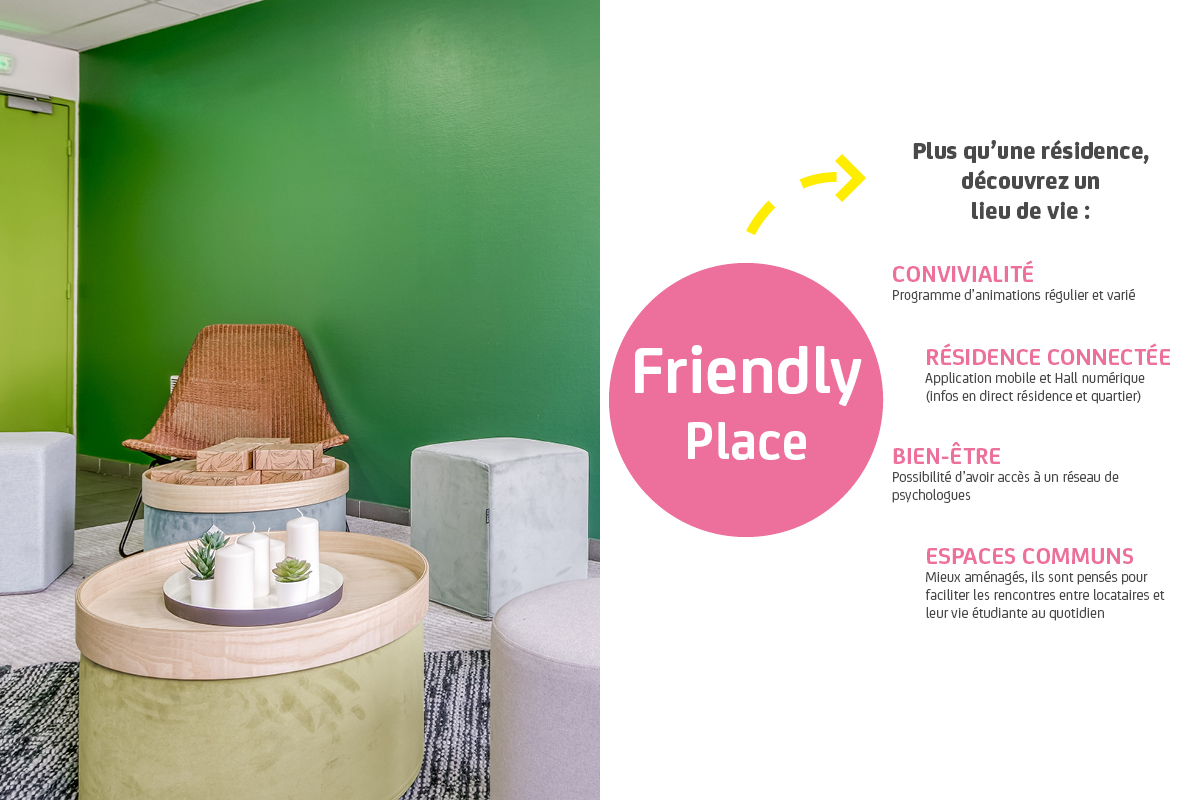 Plus qu’une résidence,
découvrez un
lieu de vie :
Friendly
Place
CONVIVIALITÉ
Programme d’animations régulier et varié
RÉSIDENCE CONNECTÉE
Application mobile et Hall numérique
(Infos en direct résidence et quartier)
BIEN-ÊTRE
Possibilité d’avoir accès à un réseau de
psychologues
ESPACES COMMUNS
Mieux aménagés, ils sont pensés pour
faciliter les rencontres entre locataires et
leur vie étudiante au quotidien